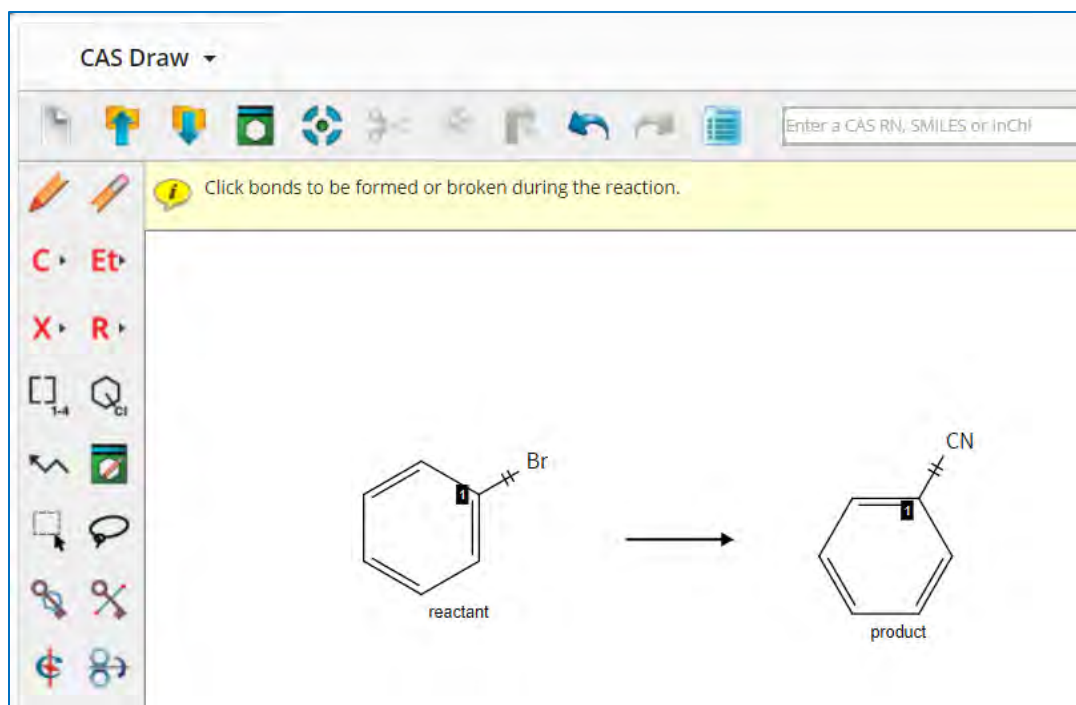 CAS Draw
Enter a CAS RN, SMILES or InChI
Click bonds to be formed or broken during the reaction.
C Et
X R
1-4 Cl
CN
Br
1
1
reactant
product